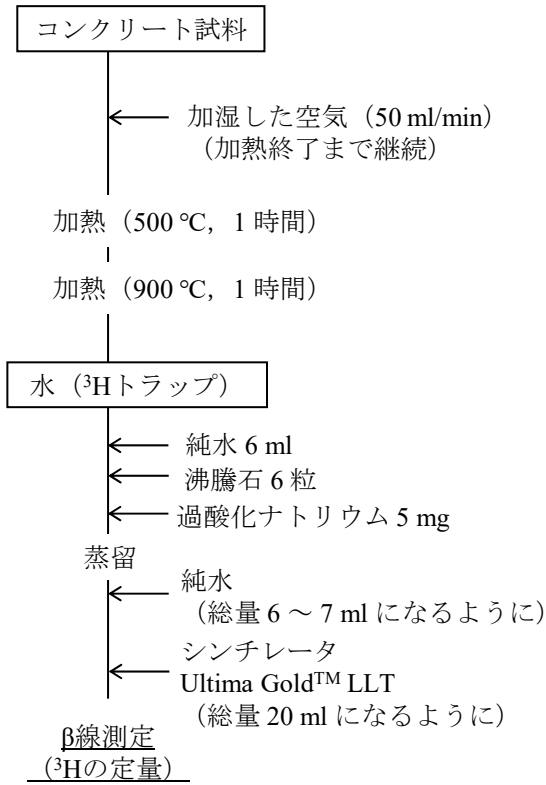 コンクリート試料
加湿した空気（50 ml/min）
（加熱終了まで継続）
加熱（500 ℃，1 時間）
加熱（900 ℃，1 時間）
水（³Hトラップ）
純水 6 ml
沸騰石 6 粒
過酸化ナトリウム 5 mg
蒸留
純水
（総量 6 ～ 7 ml になるように）
シンチレータ
Ultima Gold™ LLT
（総量 20 ml になるように）
β線測定
（³Hの定量）